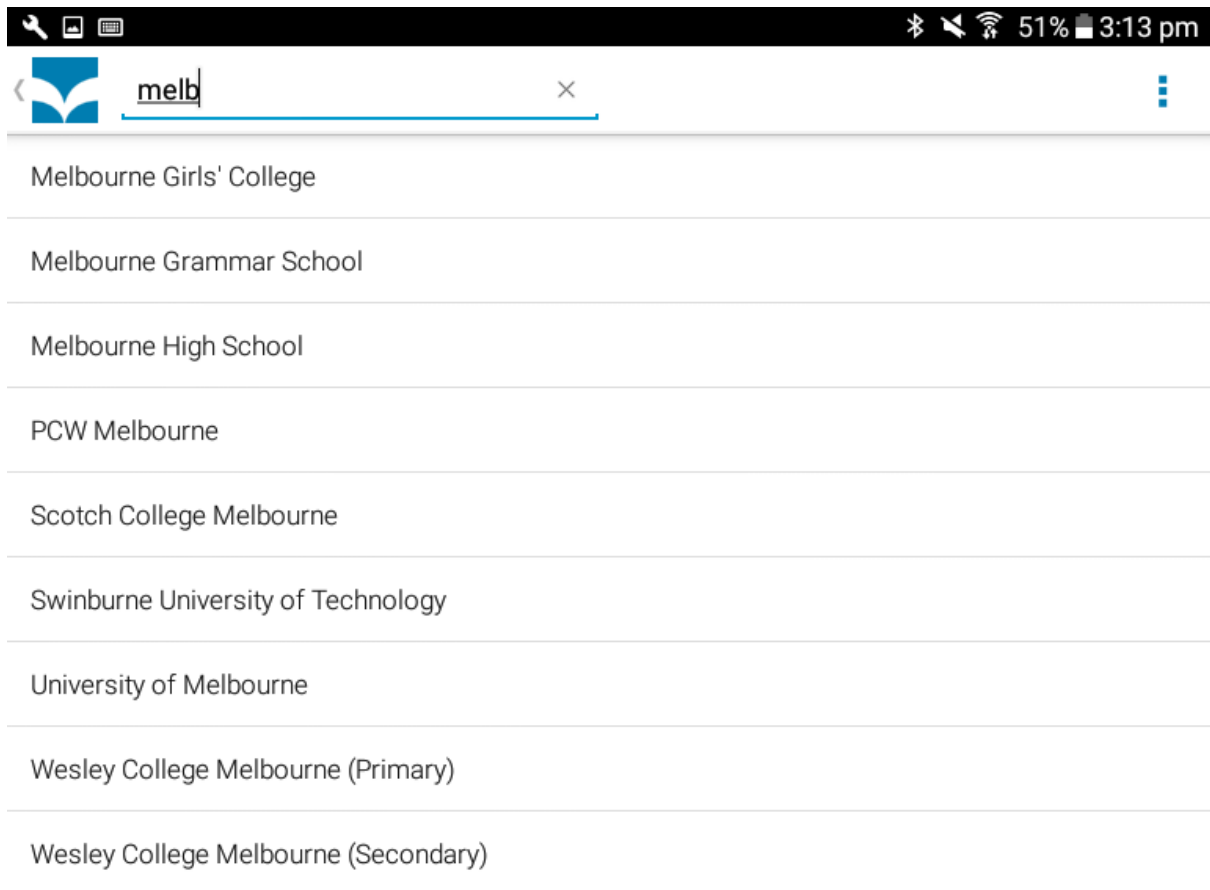 51% 3:13 pm
melb
Melbourne Girls' College
Melbourne Grammar School
Melbourne High School
PCW Melbourne
Scotch College Melbourne
Swinburne University of Technology
University of Melbourne
Wesley College Melbourne (Primary)
Wesley College Melbourne (Secondary)